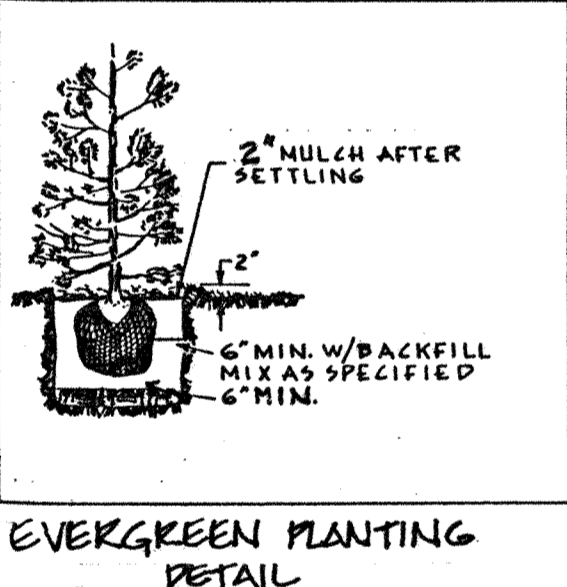 2" MULCH AFTER
SETTLING
2"
6" MIN. W/BACKFILL
MIX AS SPECIFIED
6" MIN.
EVERGREEN PLANTING
DETAIL